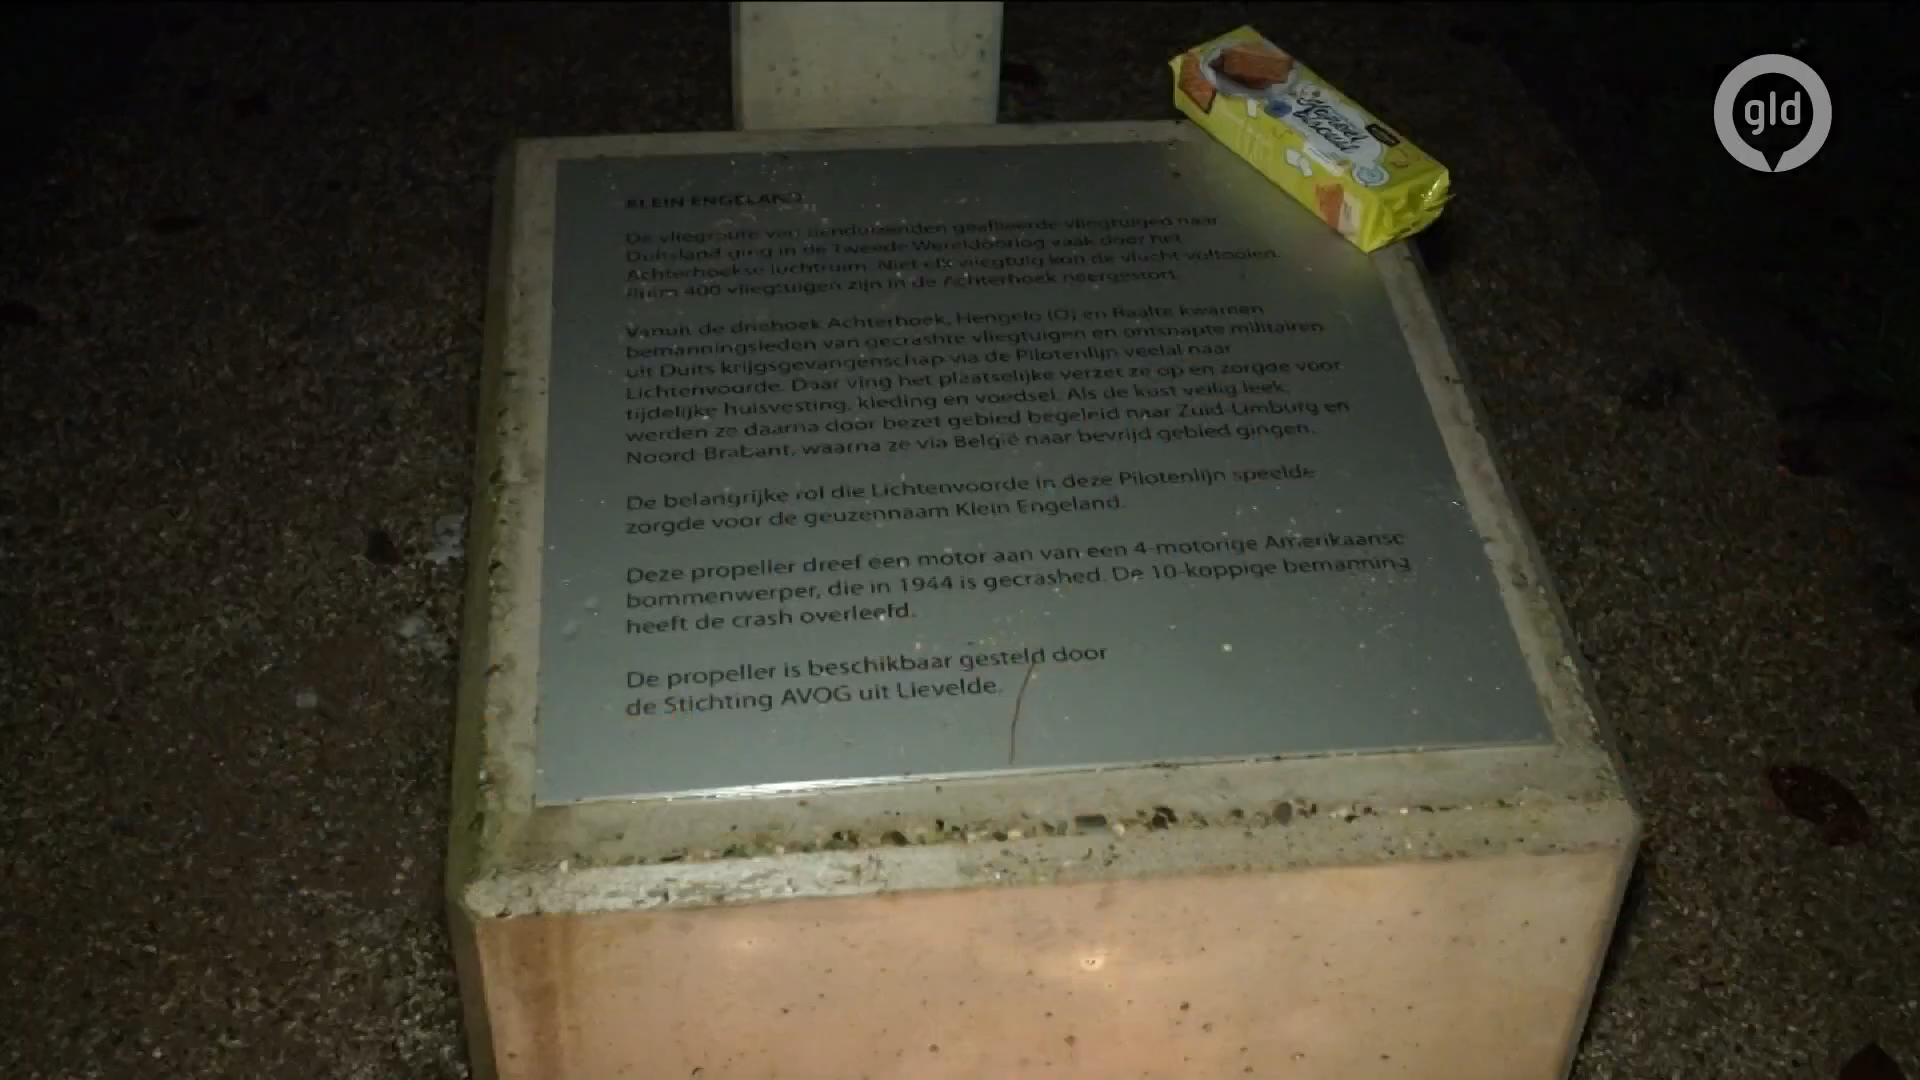 KLEIN ENGELAND
De vliegroute van tienduizenden geallieerde vliegtuigen naar
Duitsland ging in de Tweede Wereldoorlog vaak door het
Achterhoekse luchtruim. Niet elk vliegtuig kon de vlucht voltooien.
Ruim 400 vliegtuigen zijn in de Achterhoek neergestort.
Vanuit de driehoek Achterhoek, Hengelo (O) en Raalte kwamen
bemanningsleden van gecrashte vliegtuigen en ontsnapte militairen
uit Duits krijgsgevangenschap via de Pilotenlijn veelal naar
Lichtenvoorde. Daar ving het plaatselijke verzet ze op en zorgde voor
tijdelijke huisvesting, kleding en voedsel. Als de kust veilig leek,
werden ze daarna door bezet gebied begeleid naar Zuid-Limburg en
Noord-Brabant, waarna ze via België naar bevrijd gebied gingen.
De belangrijke rol die Lichtenvoorde in deze Pilotenlijn speelde
zorgde voor de geuzennaam Klein Engeland.
Deze propeller dreef een motor aan van een 4-motorige Amerikaansc
bommenwerper, die in 1944 is gecrashed. De 10-koppige bemanning
heeft de crash overleefd.
De propeller is beschikbaar gesteld door
de Stichting AVOG uit Lievelde.
gld